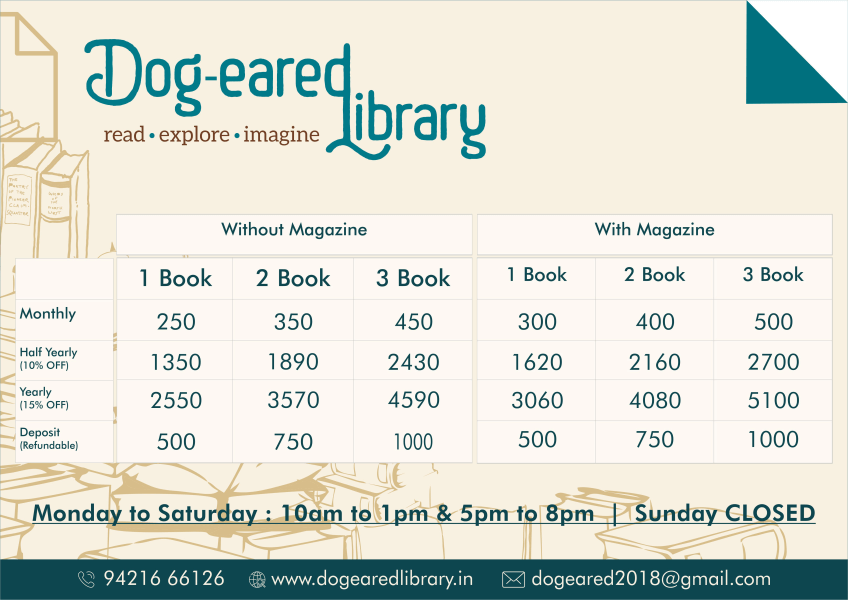 Dog-eared
Library
read • explore • imagine
Without Magazine With Magazine
1 Book 2 Book 3 Book 1 Book 2 Book 3 Book
Monthly 250 350 450 300 400 500
Half Yearly
(10% OFF) 1350 1890 2430 1620 2160 2700
Yearly
(15% OFF) 2550 3570 4590 3060 4080 5100
Deposit
(Refundable) 500 750 1000 500 750 1000
Monday to Saturday : 10am to 1pm & 5pm to 8pm | Sunday CLOSED
94216 66126 www.dogearedlibrary.in dogeared2018@gmail.com